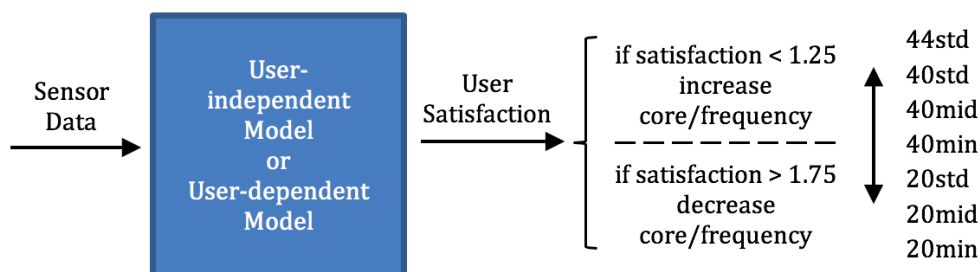 Sensor
Data
User-
independent
Model
or
User-dependent
Model
User
Satisfaction
if satisfaction < 1.25
increase
core/frequency
if satisfaction > 1.75
decrease
core/frequency
44std
40std
40mid
40min
20std
20mid
20min